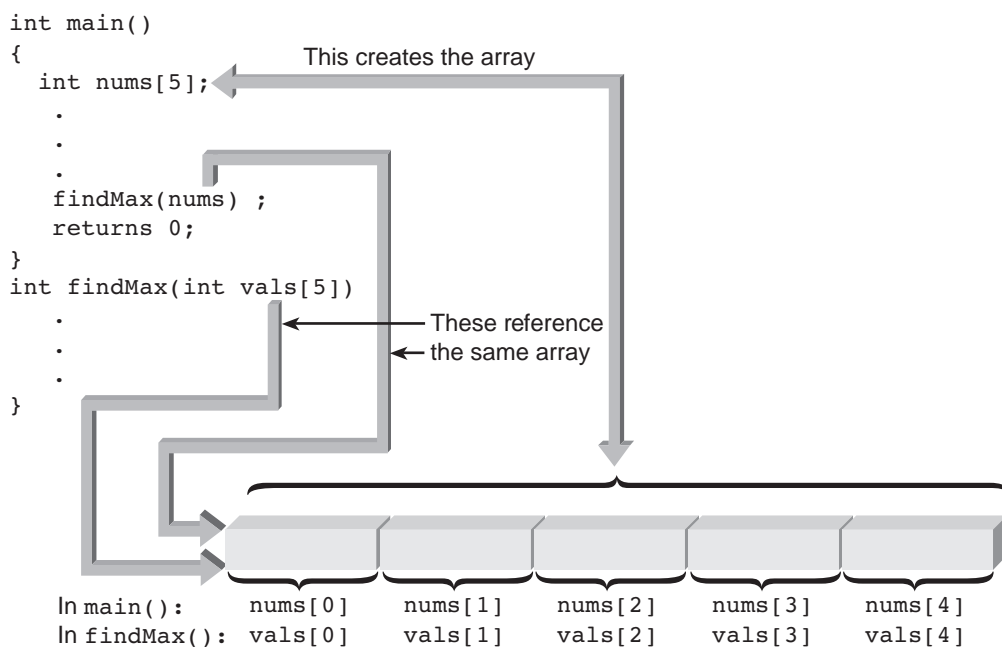 int main()
{
This creates the array
int nums[5];
.
.
.
findMax(nums) ;
returns 0;
}
int findMax(int vals[5])
.
.
.
These reference
the same array
}
In main(): nums[0] nums[1] nums[2] nums[3] nums[4]
In findMax(): vals[0] vals[1] vals[2] vals[3] vals[4]